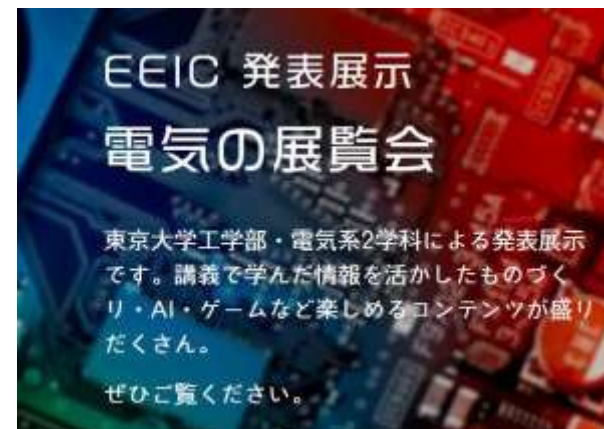 EEIC 発表展示
電気の展覧会
東京大学工学部・電気系2学科による発表展示
です。講義で学んだ情報を活かしたものづく
り・AI・ゲームなど楽しめるコンテンツが盛り
だくさん。
ぜひご覧ください。